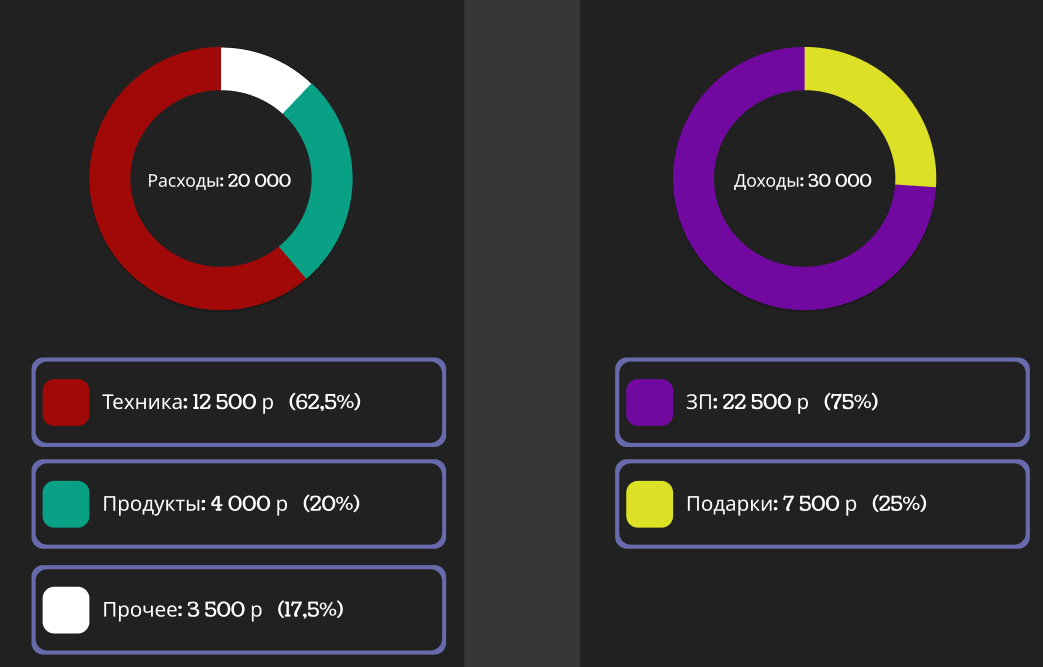 Расходы: 20 000
Техника: 12 500 р (62,5%)
Продукты: 4 000 р (20%)
Прочее: 3 500 р (17,5%)
Доходы: 30 000
ЗП: 22 500 р (75%)
Подарки: 7 500 р (25%)